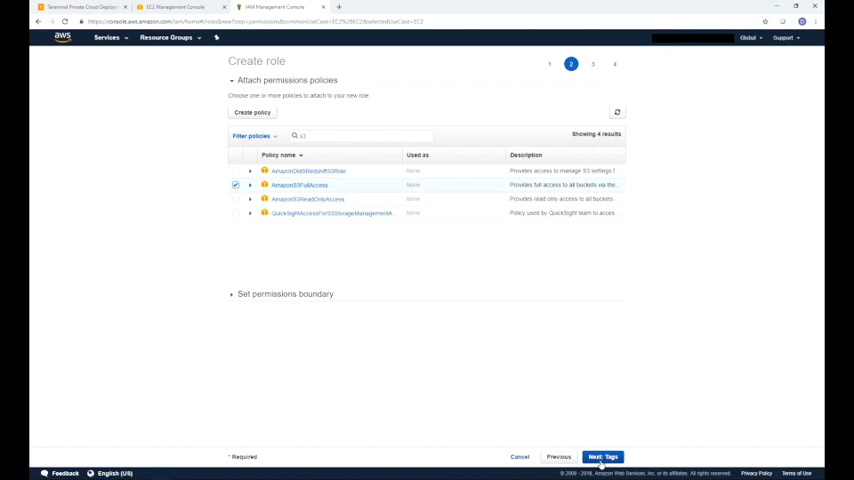 Teramind Private Cloud Deploym
EC2 Management Console
IAM Management Console
https://console.aws.amazon.com/iam/home#/roles$new?step=permissions&commonUseCase=EC2%2BEC2&selectedUseCase=EC2
aws
Services
Resource Groups
Global
Support
Create role
1
2
3
4
Attach permissions policies
Choose one or more policies to attach to your new role
Create policy
Filter policies
s3
Showing 4 results
Policy name
Used as
Description
AmazonDMSRedshiftS3Role
None
Provides access to manage S3 settings f...
AmazonS3FullAccess
None
Provides full access to all buckets via the...
AmazonS3ReadOnlyAccess
None
Provides read only access to all buckets ...
QuickSightAccessForS3StorageManagementA...
None
Policy used by QuickSight team to acces...
Set permissions boundary
* Required
Cancel
Previous
Next: Tags
Feedback
English (US)
© 2008 - 2018, Amazon Web Services, Inc. or its affiliates. All rights reserved.
Privacy Policy
Terms of Use